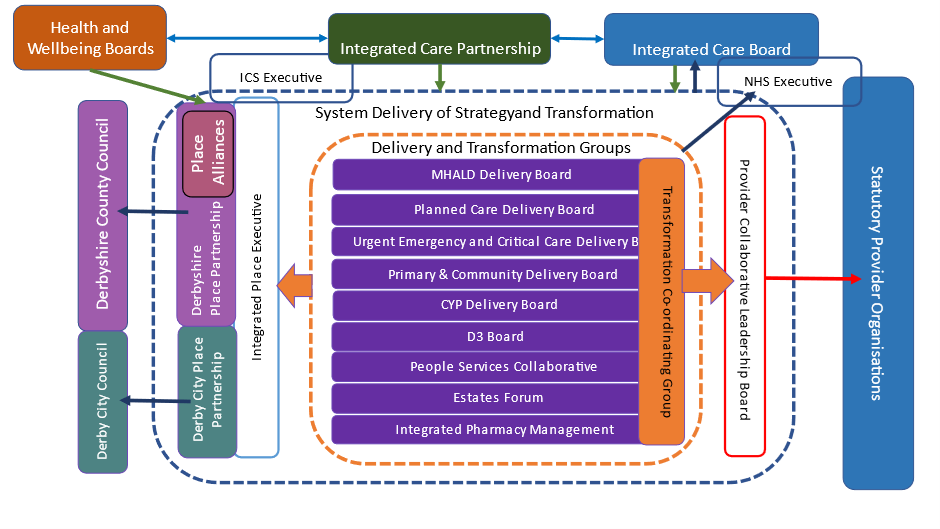 Health and
Wellbeing Boards
Integrated Care Partnership
Integrated Care Board
ICS Executive
NHS Executive
System Delivery of Strategyand Transformation
Delivery and Transformation Groups
MHALD Delivery Board
Planned Care Delivery Board
Urgent Emergency and Critical Care Delivery B
Primary & Community Delivery Board
CYP Delivery Board
D3 Board
People Services Collaborative
Estates Forum
Integrated Pharmacy Management
Derbyshire County Council
Derby City Council
Place
Alliances
Derbyshire
Place Partnership
Derby City Place
Partnership
Integrated Place Executive
Transformation Co-ordinating Group
Provider Collaborative Leadership Board
Statutory Provider Organisations